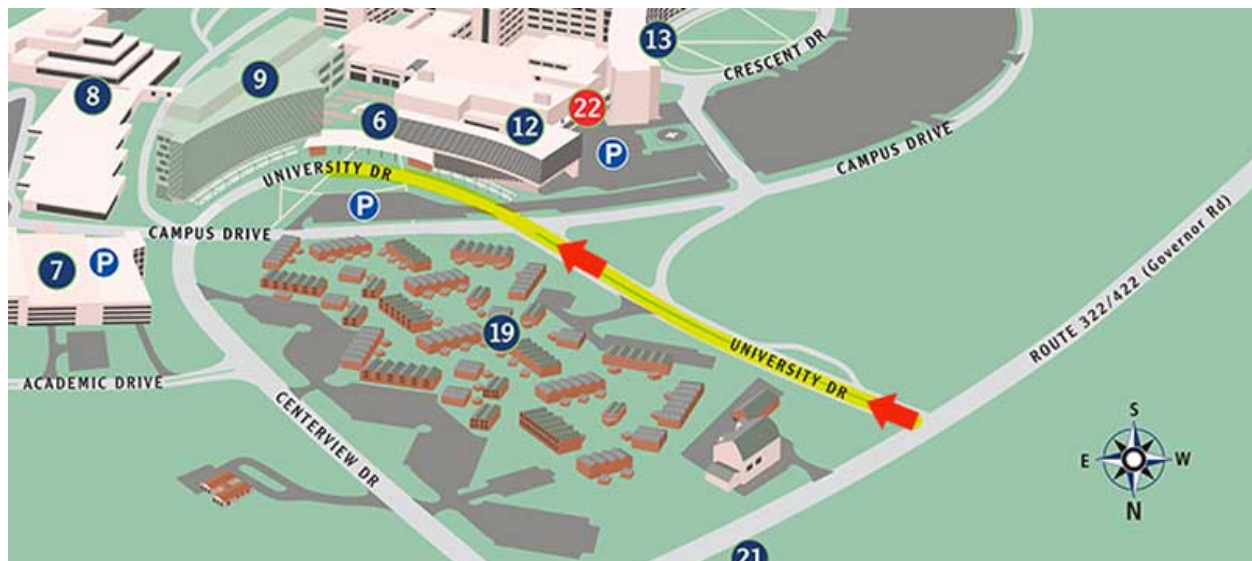 13
CRESCENT DR
9
8
22
6
12
P
CAMPUS DRIVE
UNIVERSITY DR
P
CAMPUS DRIVE
7
P
ROUTE 322/422 (Governor Rd)
19
UNIVERSITY DR
ACADEMIC DRIVE
CENTERVIEW DR
S
E
W
N
21